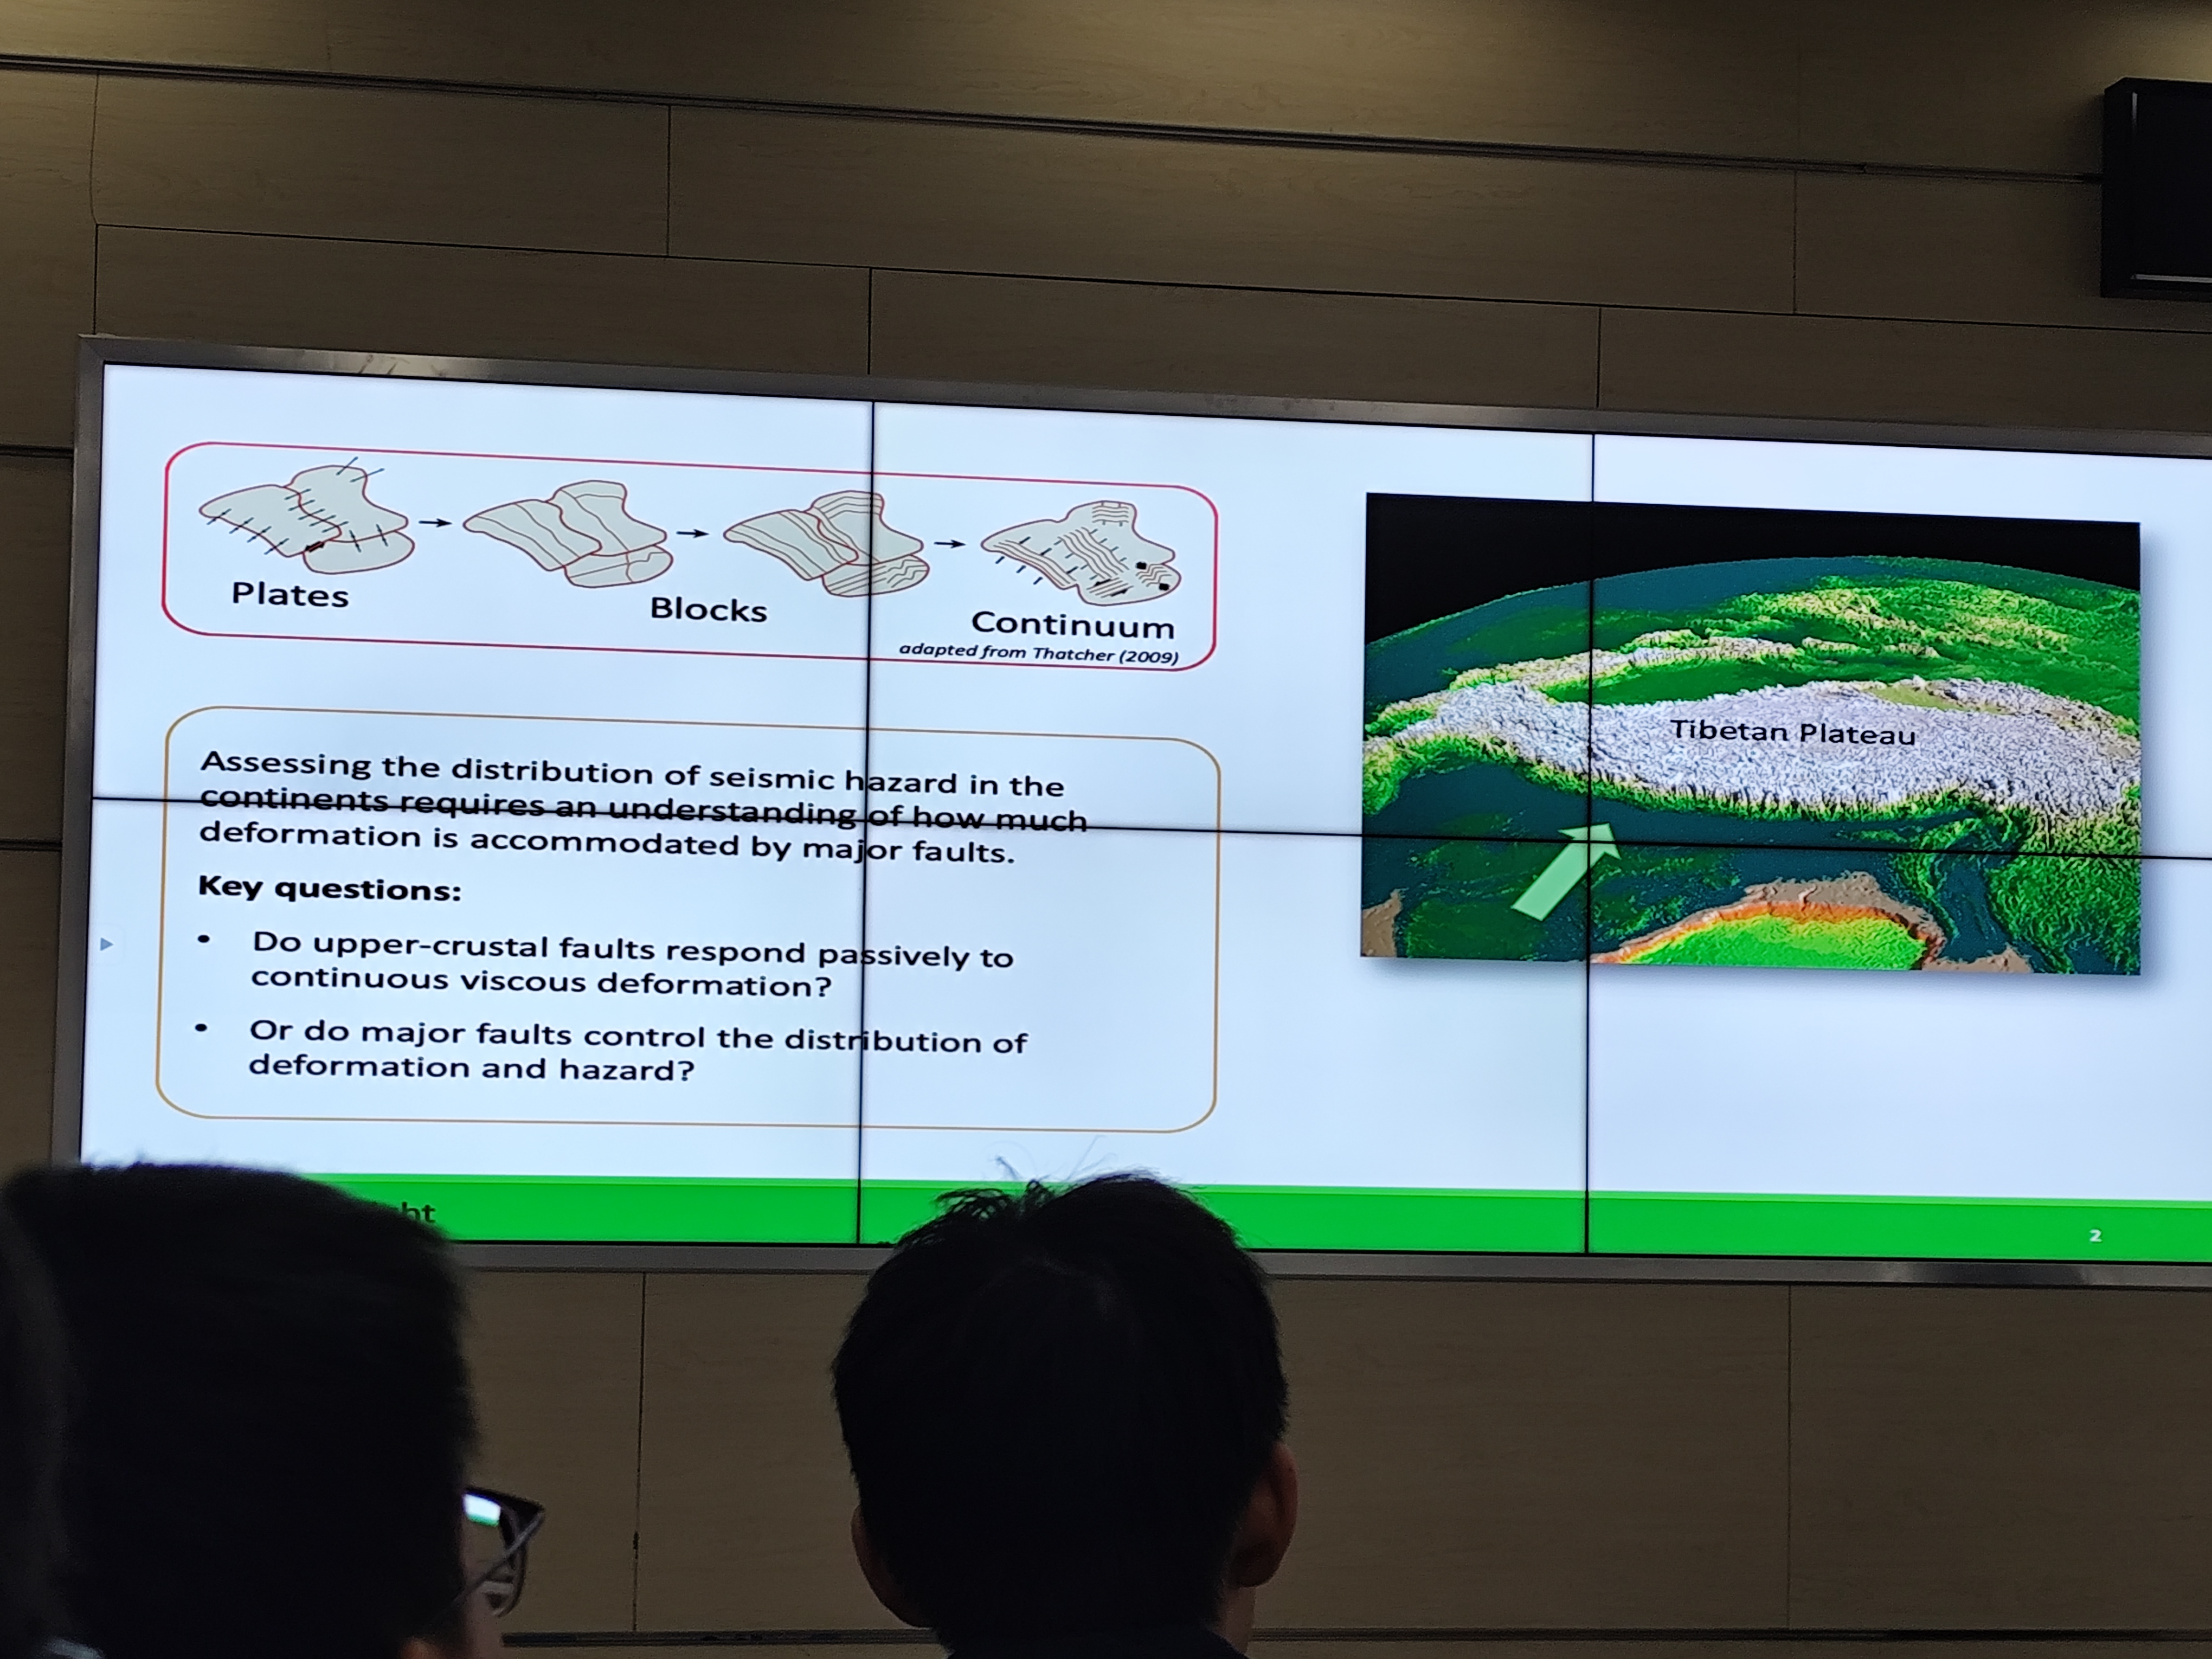 Plates
Blocks
Continuum
adapted from Thatcher (2009)
Tibetan Plateau
Assessing the distribution of seismic hazard in the
continents requires an understanding of how much
deformation is accommodated by major faults.
Key questions:
• Do upper-crustal faults respond passively to
continuous viscous deformation?
• Or do major faults control the distribution of
deformation and hazard?
2